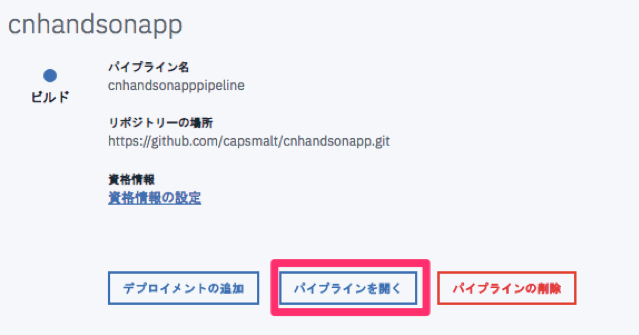 cnhandsonapp
パイプライン名
ビルド
cnhandsonapppipeline
リポジトリーの場所
https://github.com/capsmalt/cnhandsonapp.git
資格情報
資格情報の設定
デプロイメントの追加
パイプラインを開く
パイプラインの削除